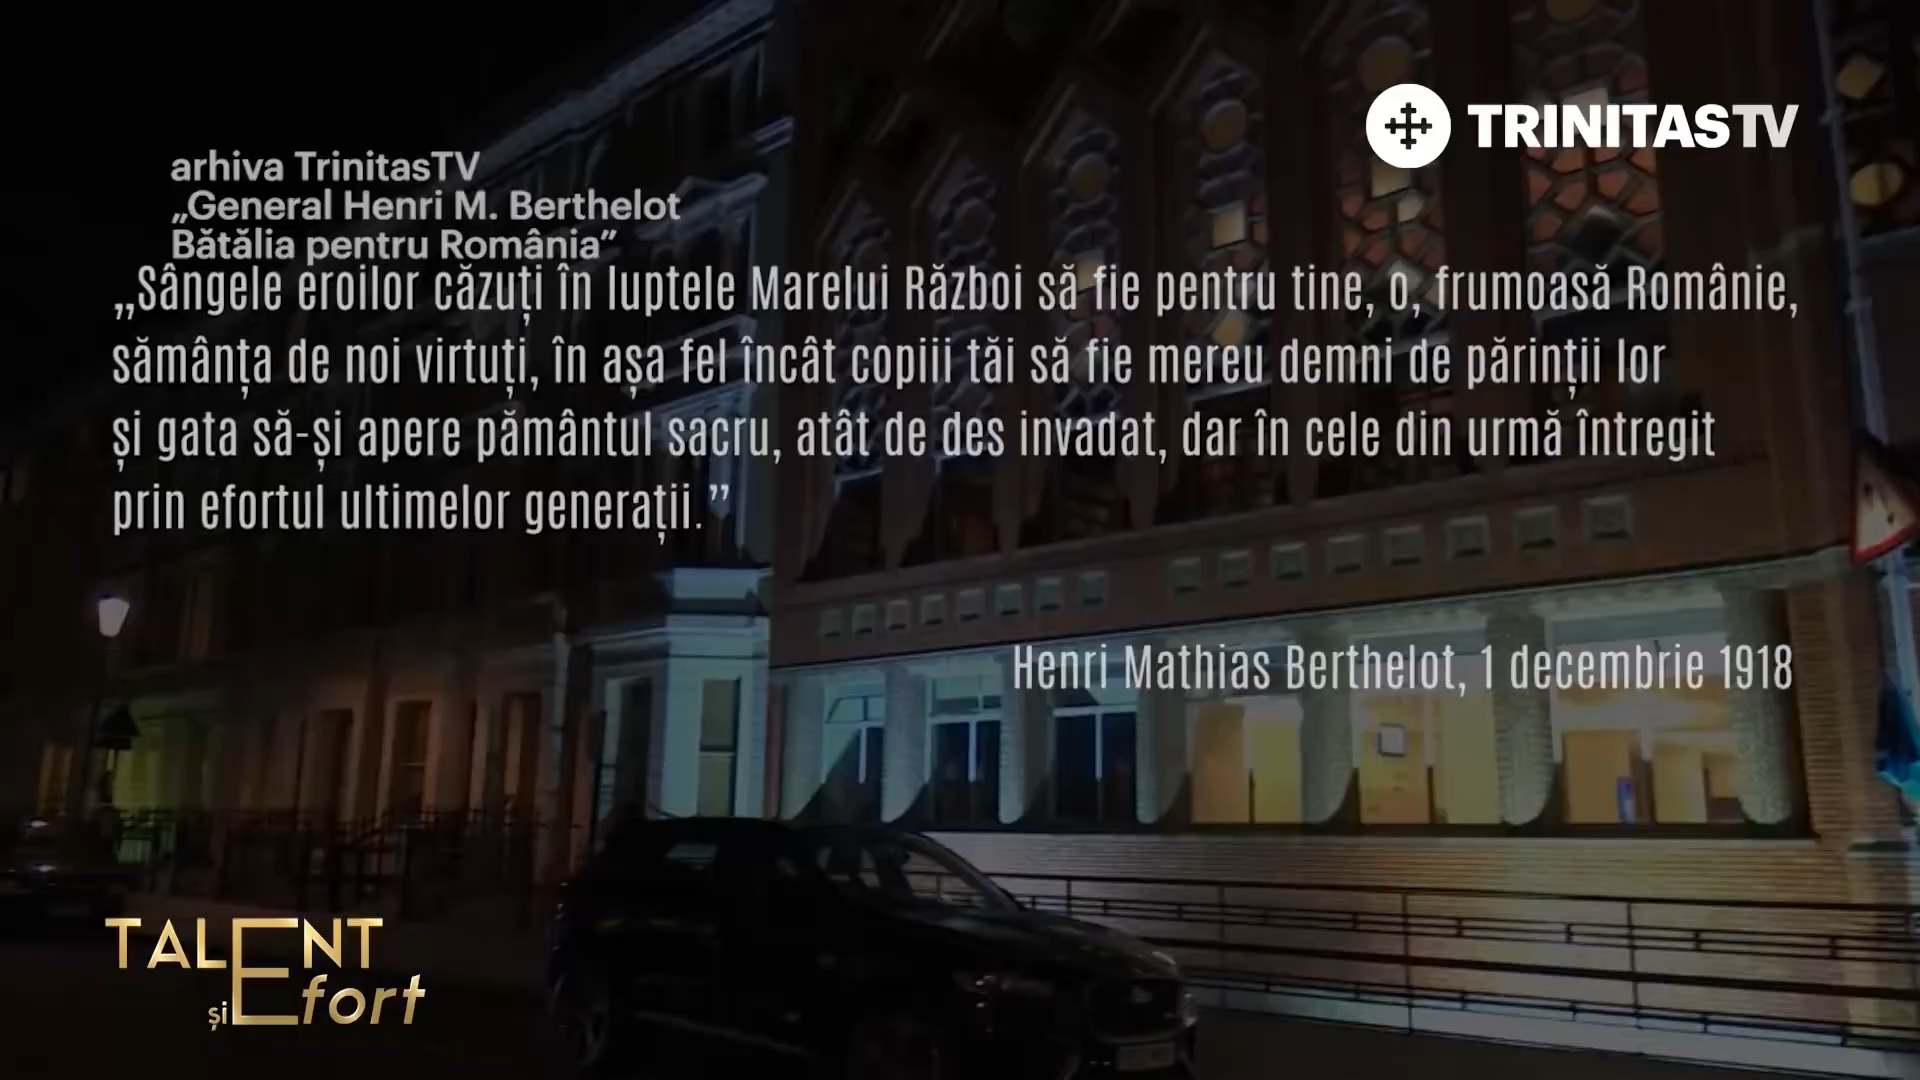 TRINITASTV
arhiva TrinitasTV
„General Henri M. Berthelot
Bătălia pentru România”
„Sângele eroilor căzuți în luptele Marelui Război să fie pentru tine, o, frumoasă Românie,
sămânța de noi virtuți, în așa fel încât copiii tăi să fie mereu demni de părinții lor
și gata să-și apere pământul sacru, atât de des invadat, dar în cele din urmă întregit
prin efortul ultimelor generații.”
Henri Mathias Berthelot, 1 decembrie 1918
TALENT
și Efort